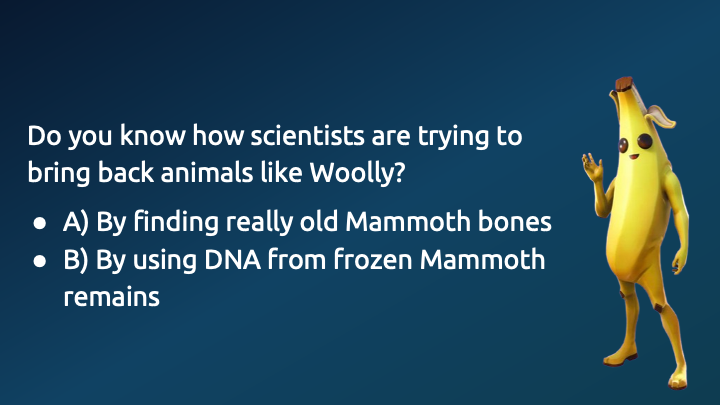 Do you know how scientists are trying to
bring back animals like Woolly?
● A) By finding really old Mammoth bones
● B) By using DNA from frozen Mammoth
remains